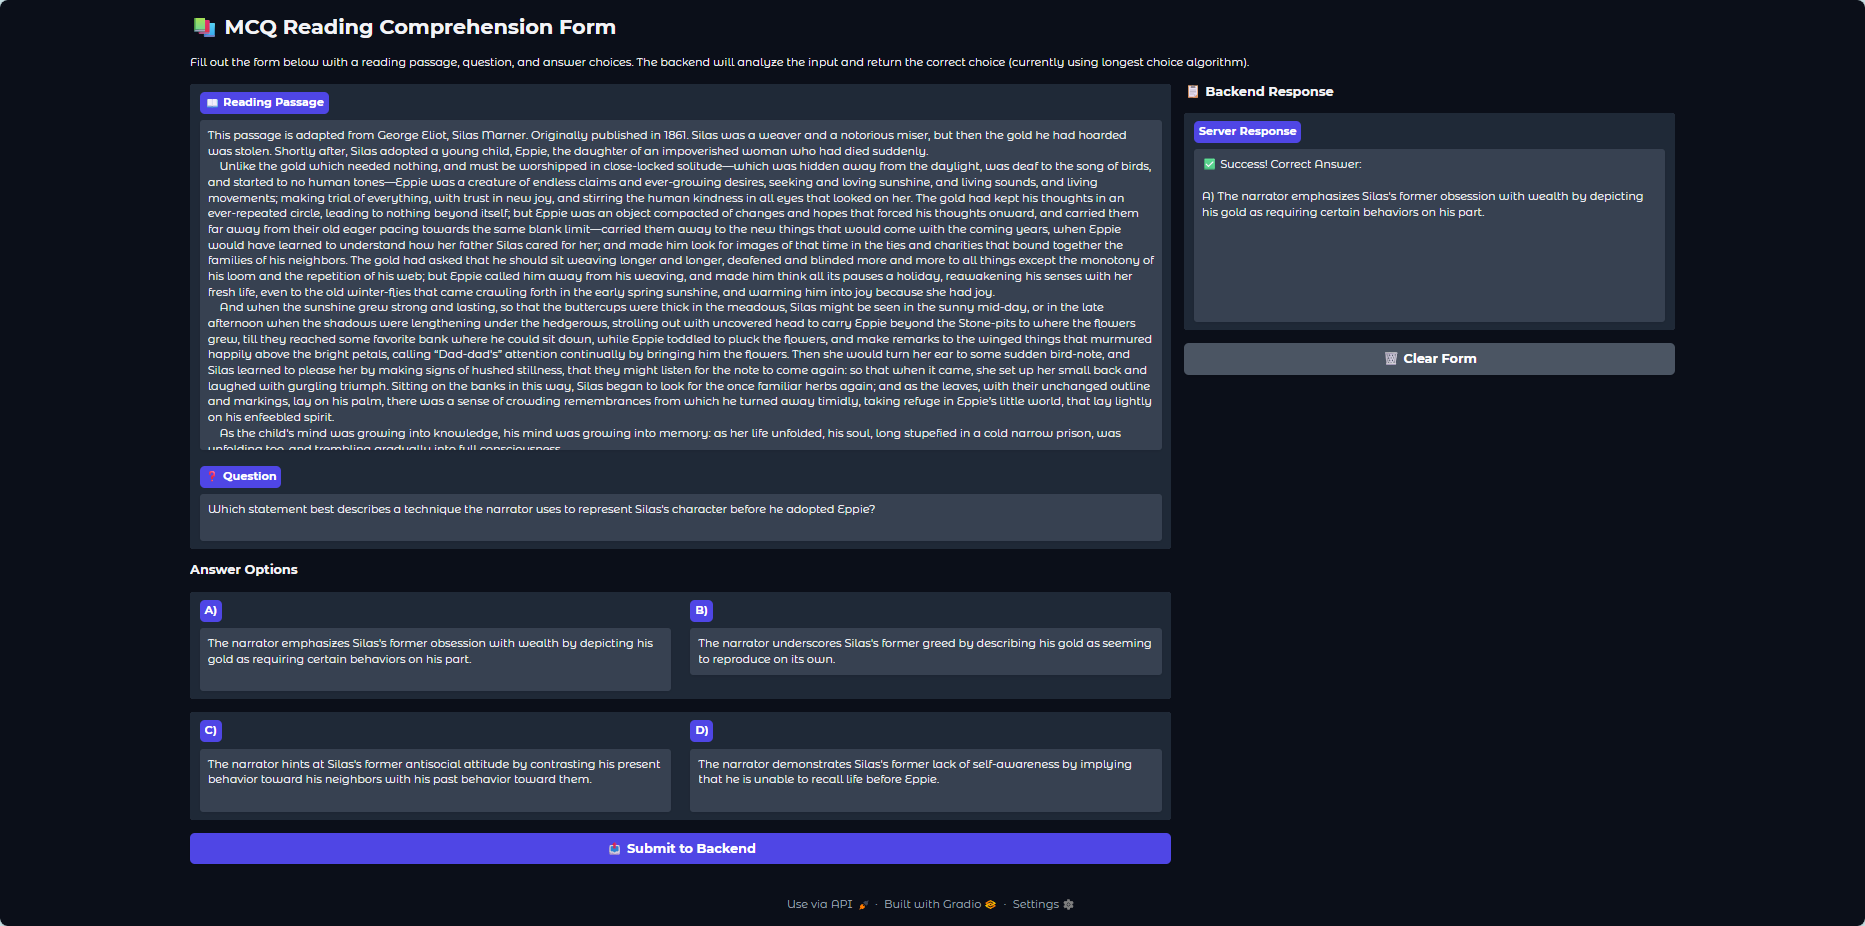 MCQ Reading Comprehension Form
Fill out the form below with a reading passage, question, and answer choices. The backend will analyze the input and return the correct choice (currently using longest choice algorithm).
Reading Passage
This passage is adapted from George Eliot, Silas Marner. Originally published in 1861. Silas was a weaver and a notorious miser, but then the gold he had hoarded
was stolen. Shortly after, Silas adopted a young child, Eppie, the daughter of an impoverished woman who had died suddenly.
Unlike the gold which needed nothing, and must be worshipped in close-locked solitude—which was hidden away from the daylight, was deaf to the song of birds,
and started to no human tones—Eppie was a creature of endless claims and ever-growing desires, seeking and loving sunshine, and living sounds, and living
movements; making trial of everything, with trust in new joy, and stirring the human kindness in all eyes that looked on her. The gold had kept his thoughts in an
ever-repeated circle, leading to nothing beyond itself; but Eppie was an object compacted of changes and hopes that forced his thoughts onward, and carried them
far away from their old eager pacing towards the same blank limit—carried them away to the new things that would come with the coming years, when Eppie
would have learned to understand how her father Silas cared for her; and made him look for images of that time in the ties and charities that bound together the
families of his neighbors. The gold had asked that he should sit weaving longer and longer, deafened and blinded more and more to all things except the monotony of
his loom and the repetition of his web; but Eppie called him away from his weaving, and made him think all its pauses a holiday, reawakening his senses with her
fresh life, even to the old winter-flies that came crawling forth in the early spring sunshine, and warming him into joy because she had joy.
And when the sunshine grew strong and lasting, so that the buttercups were thick in the meadows, Silas might be seen in the sunny mid-day, or in the late
afternoon when the shadows were lengthening under the hedgerows, strolling out with uncovered head to carry Eppie beyond the Stone-pits to where the flowers
grew, till they reached some favorite bank where he could sit down, while Eppie toddled to pluck the flowers, and make remarks to the winged things that murmured
happily above the bright petals, calling “Dad-dad's” attention continually by bringing him the flowers. Then she would turn her ear to some sudden bird-note, and
Silas learned to please her by making signs of hushed stillness, that they might listen for the note to come again: so that when it came, she set up her small back and
laughed with gurgling triumph. Sitting on the banks in this way, Silas began to look for the once familiar herbs again; and as the leaves, with their unchanged outline
and markings, lay on his palm, there was a sense of crowding remembrances from which he turned away timidly, taking refuge in Eppie's little world, that lay lightly
on his enfeebled spirit.
As the child's mind was growing into knowledge, his mind was growing into memory: as her life unfolded, his soul, long stupefied in a cold narrow prison, was
unfolding too, and trembling gradually into full consciousness.
Question
Which statement best describes a technique the narrator uses to represent Silas's character before he adopted Eppie?
Answer Options
A)
The narrator emphasizes Silas's former obsession with wealth by depicting his
gold as requiring certain behaviors on his part.
B)
The narrator underscores Silas's former greed by describing his gold as seeming
to reproduce on its own.
C)
The narrator hints at Silas's former antisocial attitude by contrasting his present
behavior toward his neighbors with his past behavior toward them.
D)
The narrator demonstrates Silas's former lack of self-awareness by implying
that he is unable to recall life before Eppie.
Submit to Backend
Backend Response
Server Response
Success! Correct Answer:
A) The narrator emphasizes Silas's former obsession with wealth by depicting
his gold as requiring certain behaviors on his part.
Clear Form
Use via API · Built with Gradio · Settings